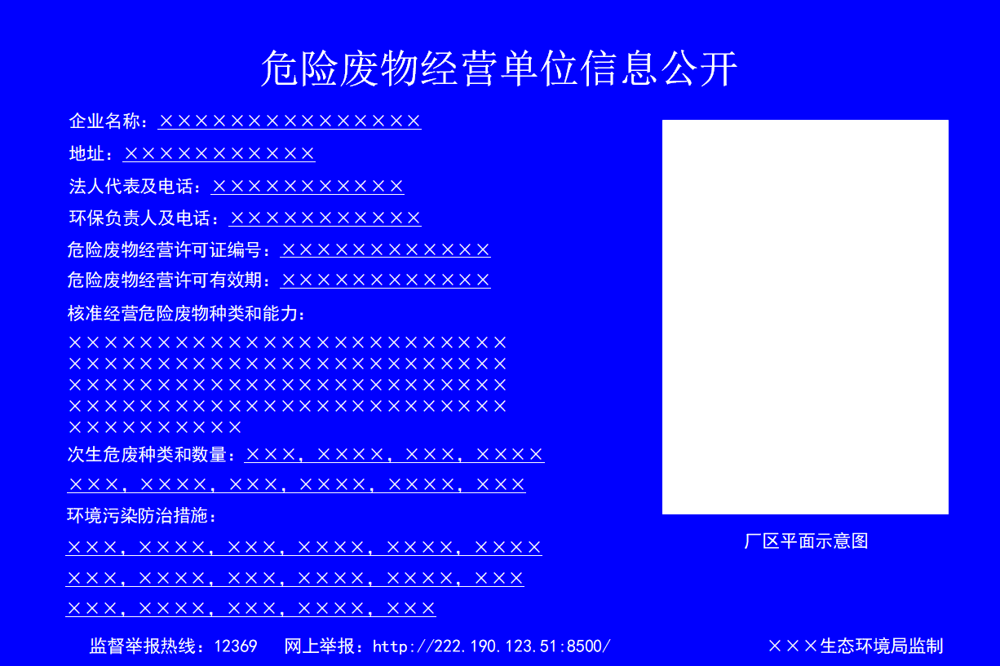 危险废物经营单位信息公开
企业名称：×××××××××××××××
地址：×××××××××××
法人代表及电话：×××××××××××
环保负责人及电话：×××××××××××
危险废物经营许可证编号：××××××××××××
危险废物经营许可有效期：××××××××××××
核准经营危险废物种类和能力：
×××××××××××××××××××××××××
×××××××××××××××××××××××××
×××××××××××××××××××××××××
×××××××××××××××××××××××××
××××××××××
次生危废种类和数量：×××，××××，×××，××××
×××，××××，×××，××××，××××，×××
环境污染防治措施：
×××，××××，×××，××××，××××，××××
×××，××××，×××，××××，××××，×××
×××，××××，×××，××××，×××
厂区平面示意图
监督举报热线：12369 网上举报：http://222.190.123.51:8500/ ×××生态环境局监制